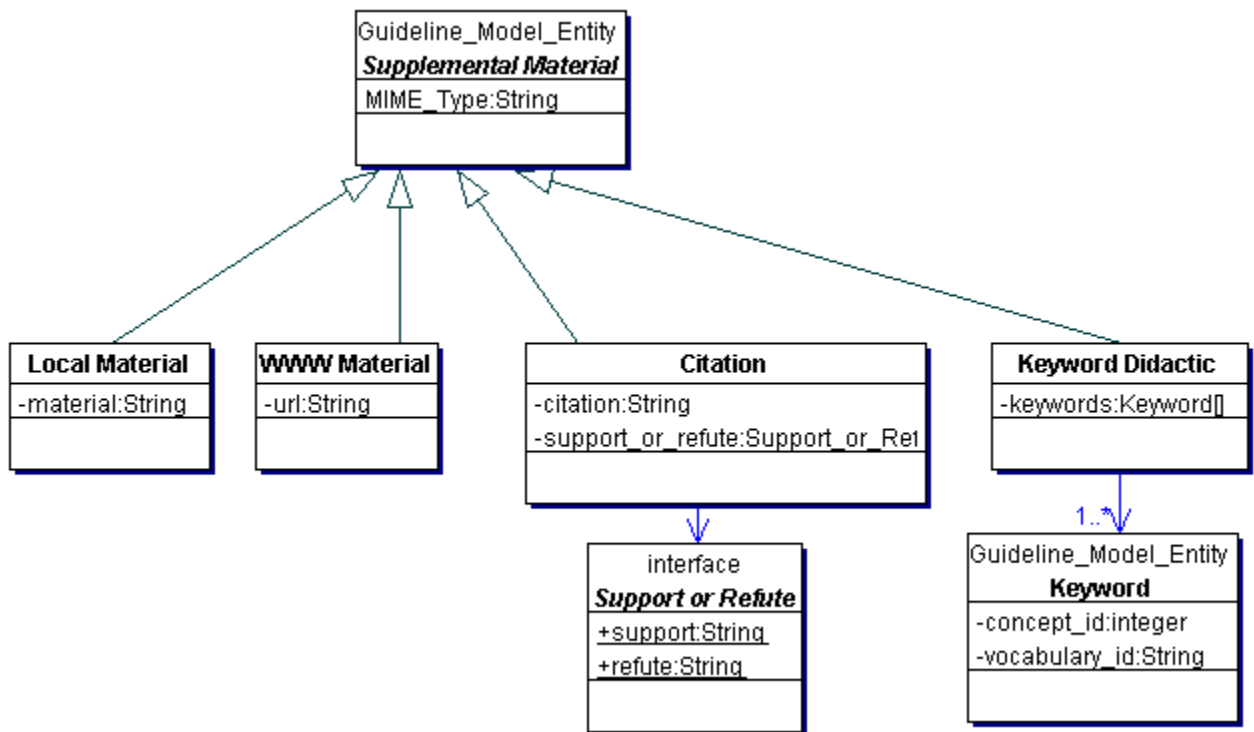 Guideline_Model_Entity
Supplemental Material
MIME_Type:String
Local Material
-material:String
WWW Material
-url:String
Citation
-citation:String
-support_or_refute:Support_or_Ref
Keyword Didactic
-keywords:Keyword[]
1..*
interface
Support or Refute
+support:String
+refute:String
Guideline_Model_Entity
Keyword
-concept_id:integer
-vocabulary_id:String